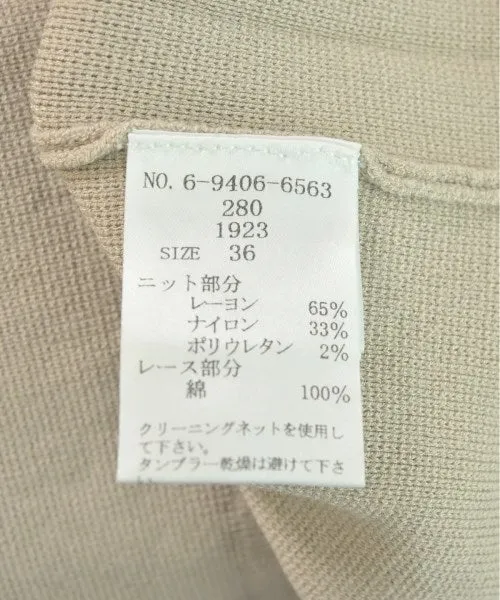 NO. 6-9406-6563
280
1923
SIZE 36
ニット部分
レーヨン 65%
ナイロン 33%
ポリウレタン 2%
レース部分
綿 100%
クリーニングネットを使用し
て下さい。
タンブラー乾燥は避けて下さ
い。